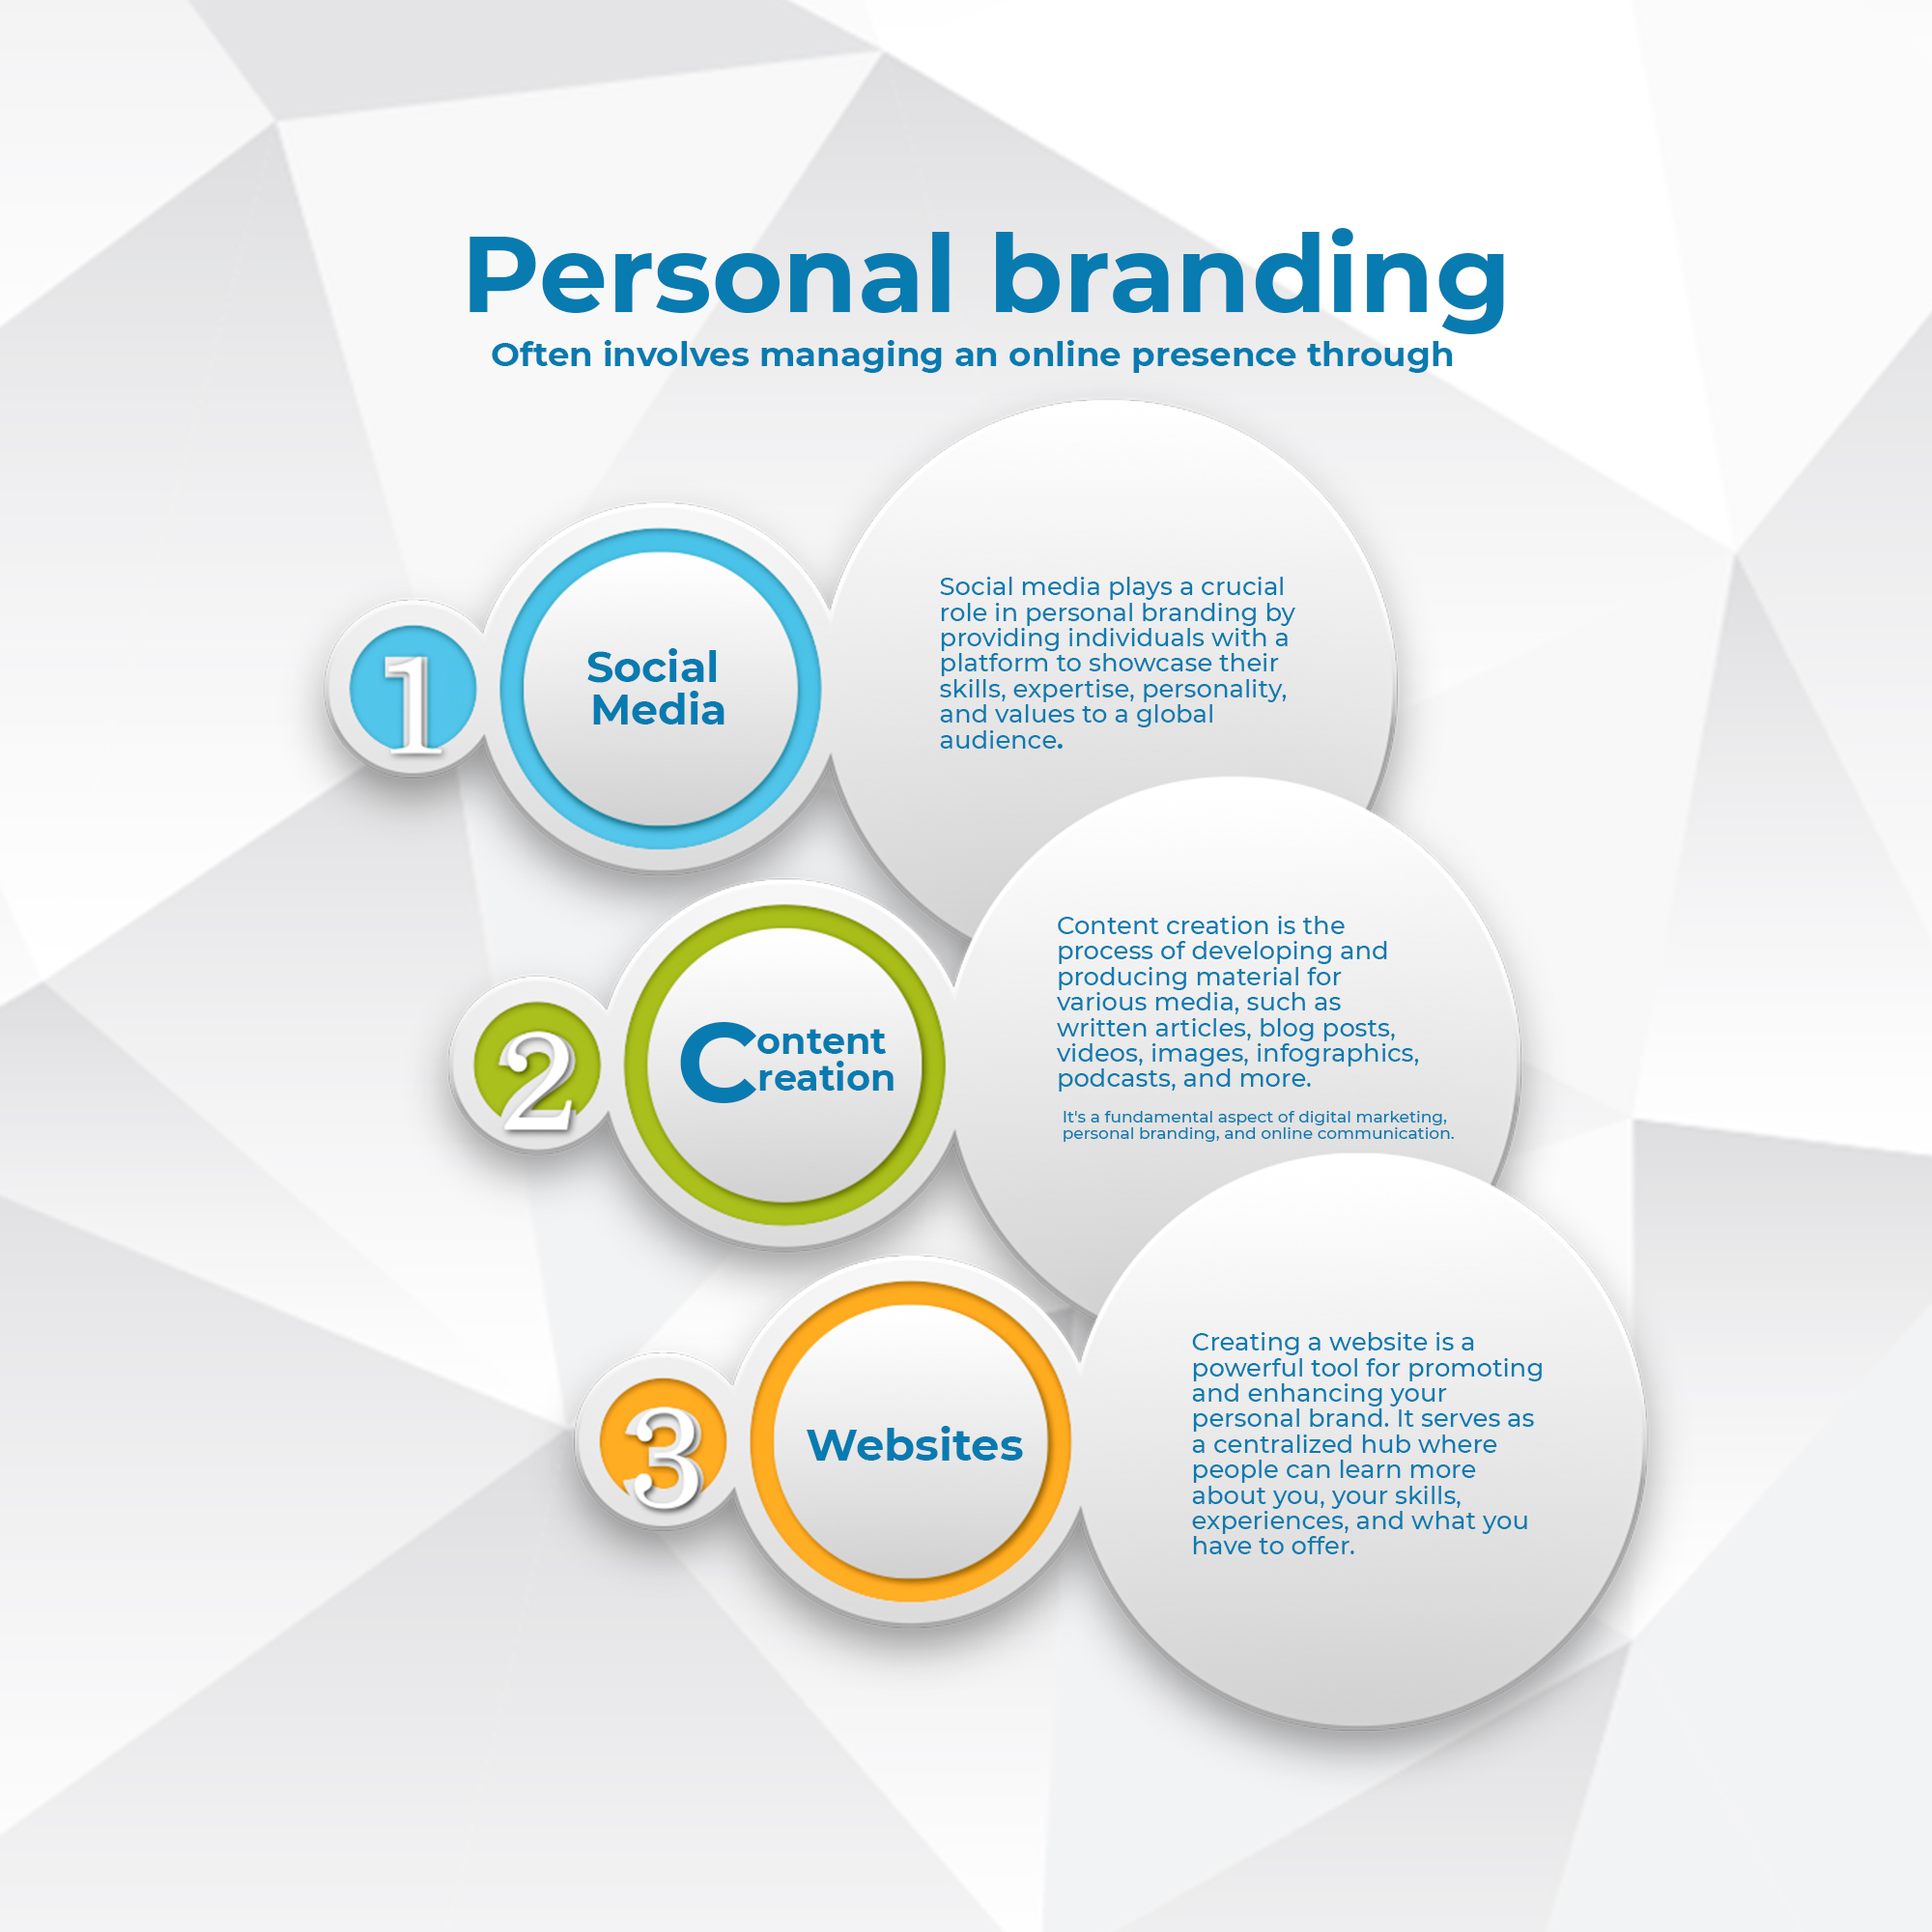 Personal branding
Often involves managing an online presence through
1
Social
Media
Social media plays a crucial
role in personal branding by
providing individuals with a
platform to showcase their
skills, expertise, personality,
and values to a global
audience.
2
Content
Creation
Content creation is the
process of developing and
producing material for
various media, such as
written articles, blog posts,
videos, images, infographics,
podcasts, and more.
It's a fundamental aspect of digital marketing,
personal branding, and online communication.
3
Websites
Creating a website is a
powerful tool for promoting
and enhancing your
personal brand. It serves as
a centralized hub where
people can learn more
about you, your skills,
experiences, and what you
have to offer.